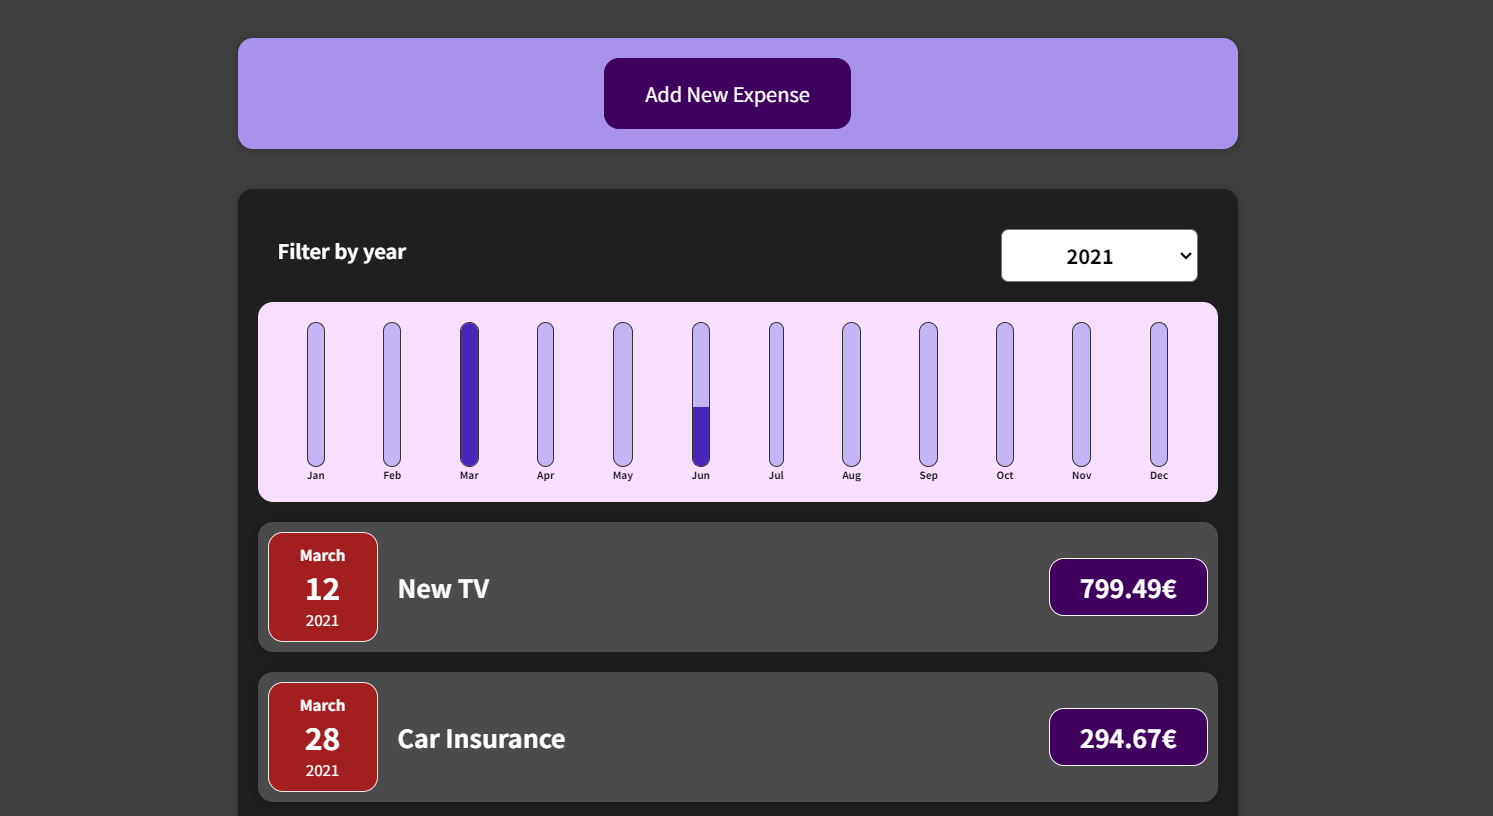 Add New Expense
Filter by year
2021
Jan Feb Mar Apr May Jun Jul Aug Sep Oct Nov Dec
March
12
2021
New TV
799.49€
March
28
2021
Car Insurance
294.67€